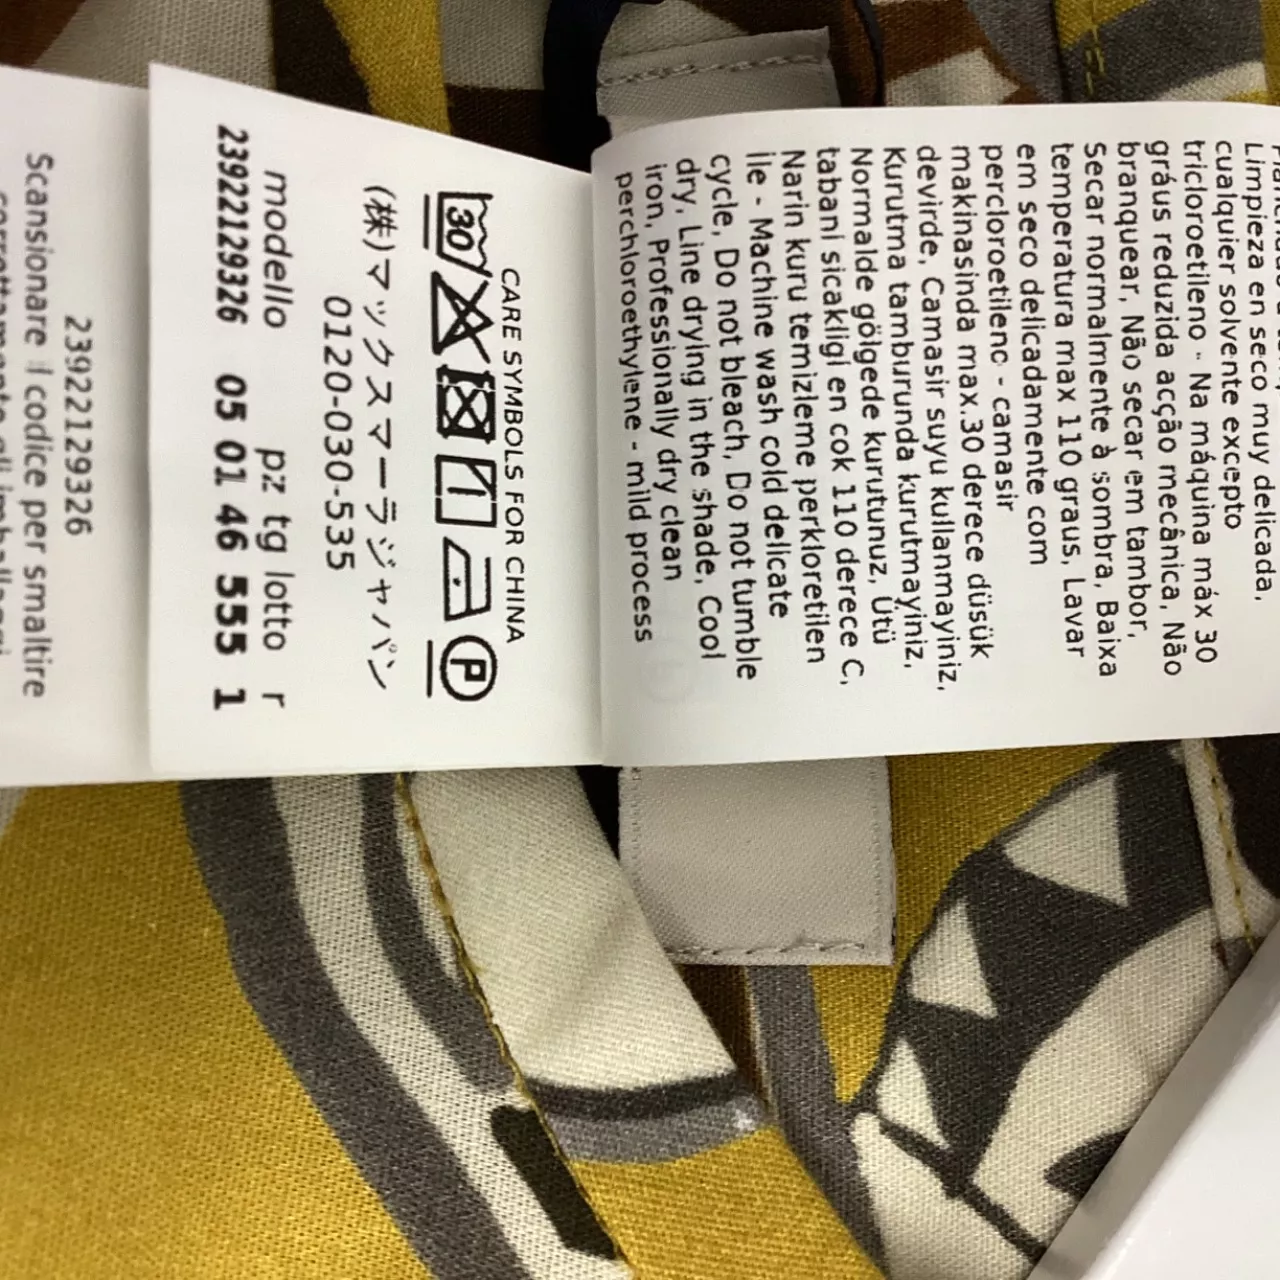 Limpieza en seco muy delicada,
cualquier solvente excepto
tricloroetileno - Na máquina máx 30
gráus reduzida acção mecânica, Não
branquear, Não secar em tambor,
Secar normalmente à sombra, Baixa
temperatura max 110 graus, Lavar
em seco delicadamente com
percloroetilenc - camasir
makinasinda max.30 derece düsük
devirde, Camasir suyu kullanmayiniz,
Kurutma tamburunda kurutmayiniz,
Normalde gölgede kurutunuz, Ütü
tabani sicakligi en cok 110 derece C,
Narin kuru temizleme perkloretilen
ile - Machine wash cold delicate
cycle, Do not bleach, Do not tumble
dry, Line drying in the shade, Cool
iron, Professionally dry clean
perchloroethylene - mild process
CARE SYMBOLS FOR CHINA
30
P
(株)マックスマーラジャパン
0120-030-535
modello pz tg lotto r
2392212932​6 05 01 46 555 1
23922129326
Scansionare il codice per smaltire
correttamente gli imballaggi